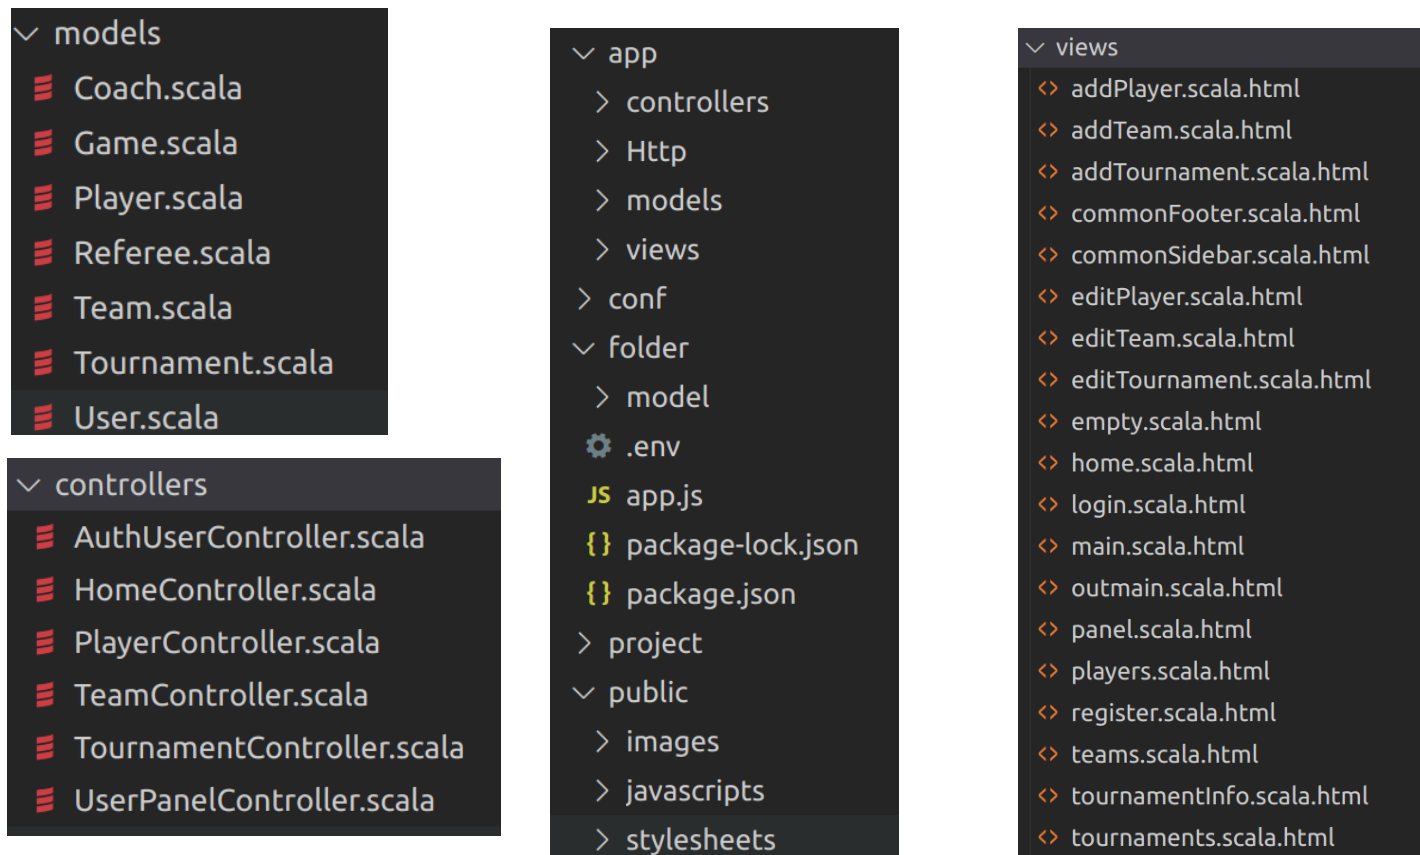 models
Coach.scala
Game.scala
Player.scala
Referee.scala
Team.scala
Tournament.scala
User.scala
controllers
AuthUserController.scala
HomeController.scala
PlayerController.scala
TeamController.scala
TournamentController.scala
UserPanelController.scala
app
controllers
Http
models
views
conf
folder
model
.env
JS app.js
{} package-lock.json
{} package.json
project
public
images
javascripts
stylesheets
views
addPlayer.scala.html
addTeam.scala.html
addTournament.scala.html
commonFooter.scala.html
commonSidebar.scala.html
editPlayer.scala.html
editTeam.scala.html
editTournament.scala.html
empty.scala.html
home.scala.html
login.scala.html
main.scala.html
outmain.scala.html
panel.scala.html
players.scala.html
register.scala.html
teams.scala.html
tournamentInfo.scala.html
tournaments.scala.html